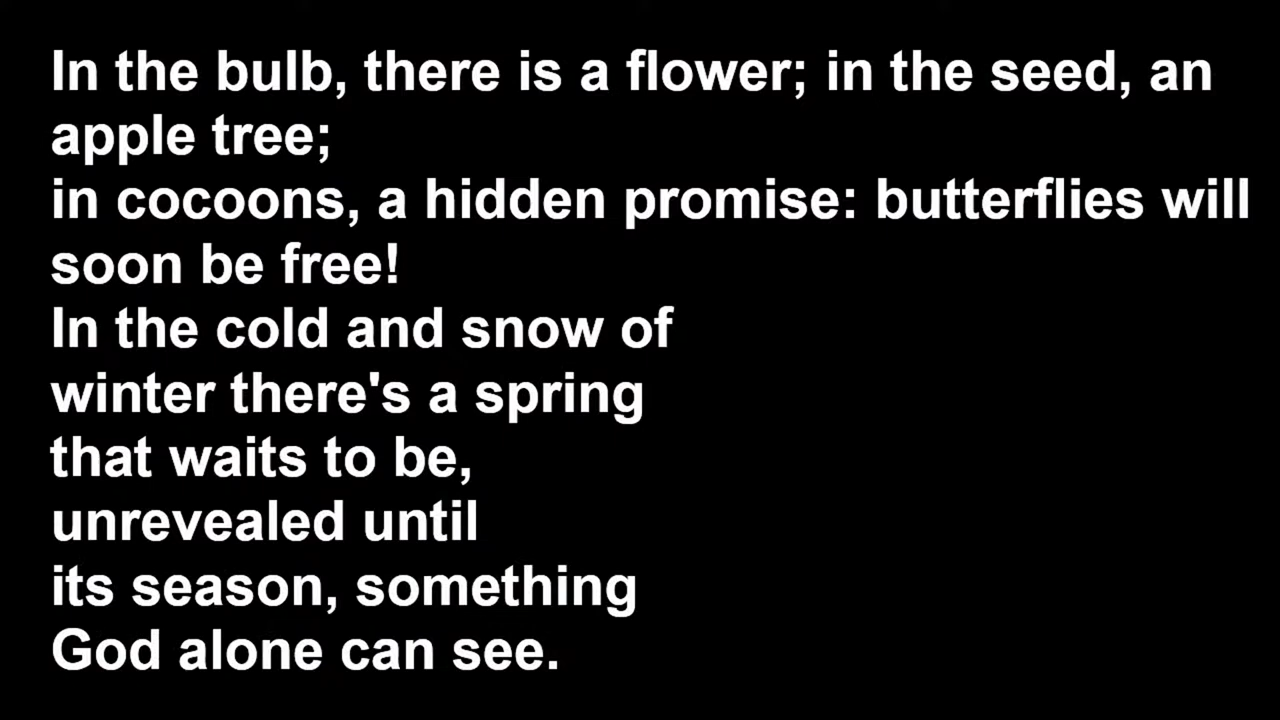 In the bulb, there is a flower; in the seed, an
apple tree;
in cocoons, a hidden promise: butterflies will
soon be free!
In the cold and snow of
winter there's a spring
that waits to be,
unrevealed until
its season, something
God alone can see.